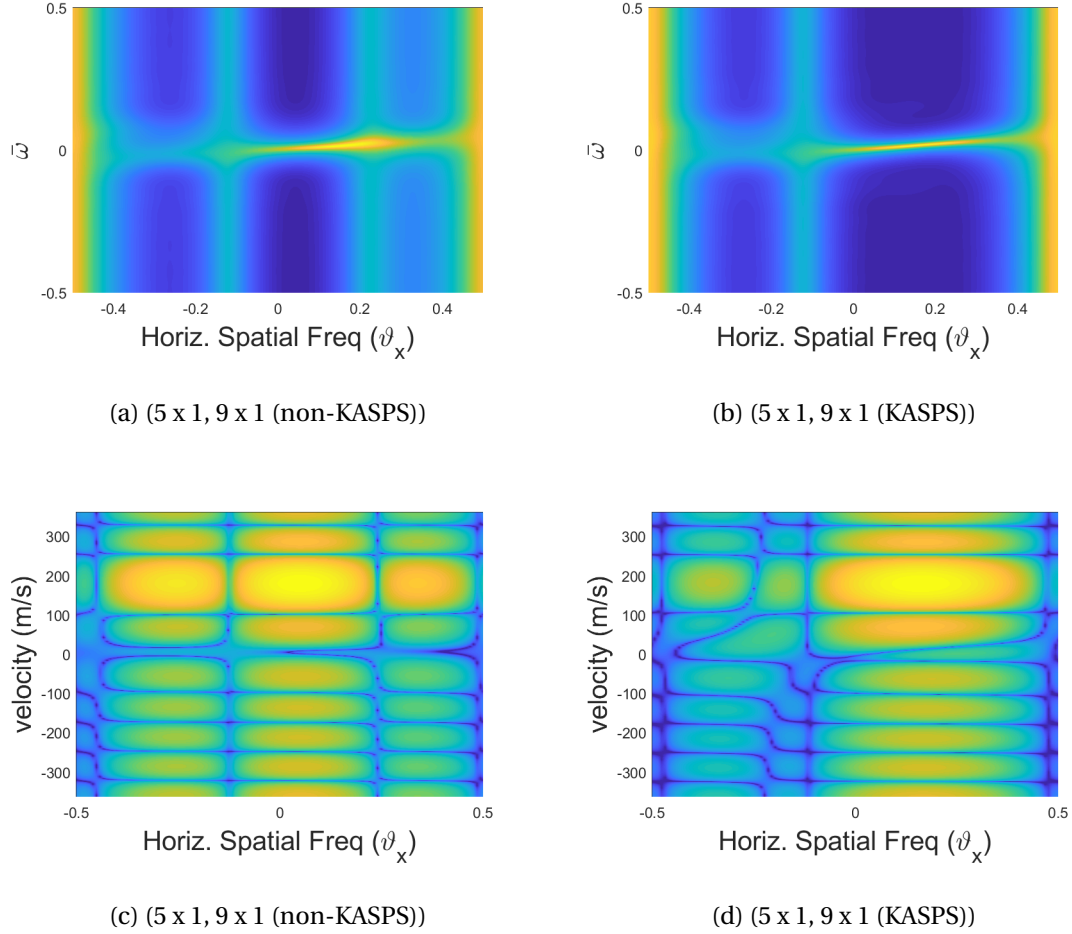 0.5
0
-0.5
ω̄
-0.4 -0.2 0 0.2 0.4
Horiz. Spatial Freq (ϑx)
(a) (5 x 1, 9 x 1 (non-KASPS))
0.5
0
-0.5
ω̄
-0.4 -0.2 0 0.2 0.4
Horiz. Spatial Freq (ϑx)
(b) (5 x 1, 9 x 1 (KASPS))
300
200
100
0
-100
-200
-300
velocity (m/s)
-0.5 0 0.5
Horiz. Spatial Freq (ϑx)
(c) (5 x 1, 9 x 1 (non-KASPS))
300
200
100
0
-100
-200
-300
velocity (m/s)
-0.5 0 0.5
Horiz. Spatial Freq (ϑx)
(d) (5 x 1, 9 x 1 (KASPS))